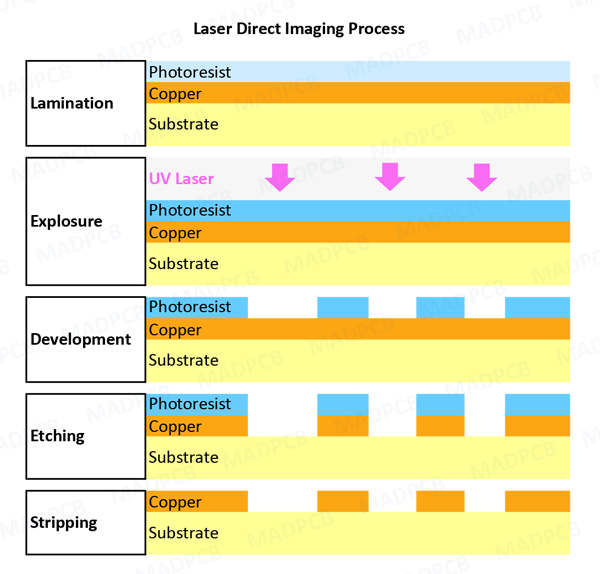 Laser Direct Imaging Process
Lamination
Photoresist
Copper
Substrate
Explosure
UV Laser
Photoresist
Copper
Substrate
Development
Photoresist
Copper
Substrate
Etching
Photoresist
Copper
Substrate
Stripping
Copper
Substrate
MADPCB